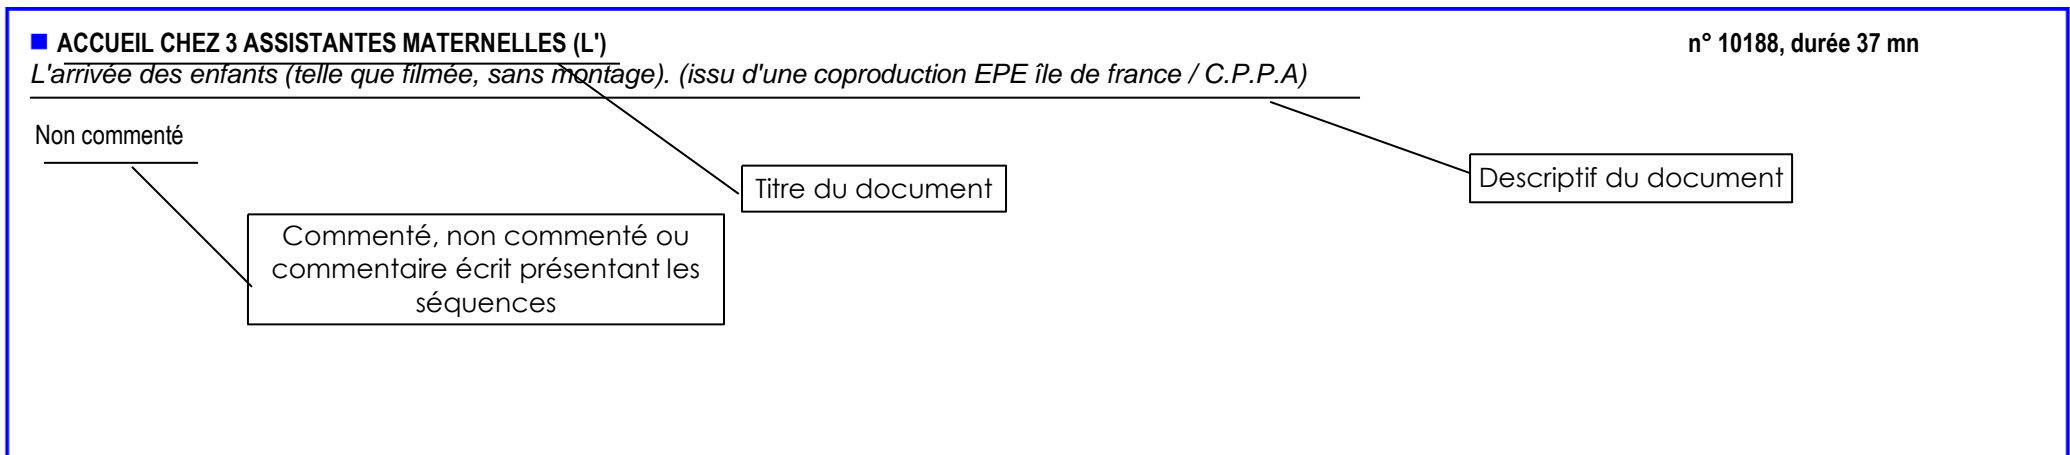 ACCUEIL CHEZ 3 ASSISTANTES MATERNELLES (L') n° 10188, durée 37 mn
L'arrivée des enfants (telle que filmée, sans montage). (issu d'une coproduction EPE île de france / C.P.P.A)
Non commenté
Titre du document
Descriptif du document
Commenté, non commenté ou
commentaire écrit présentant les
séquences